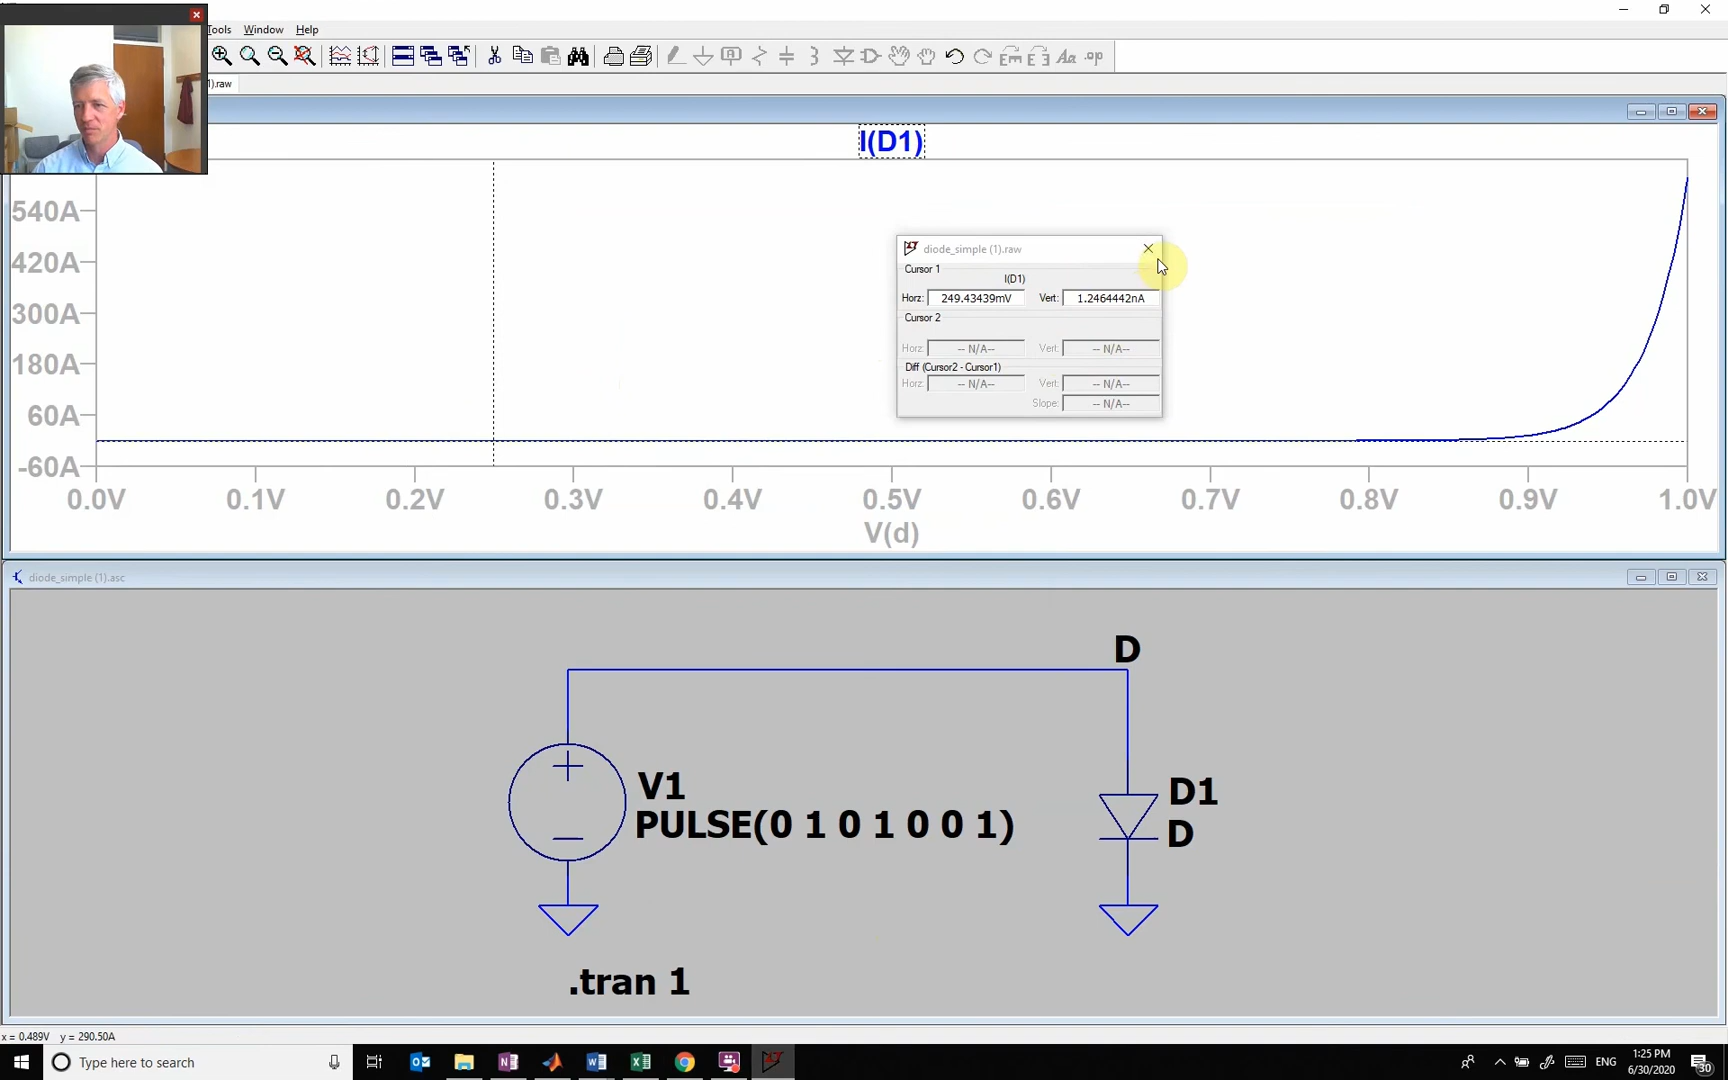 Tools Window Help
Aa .op
1).raw
I(D1)
540A
420A
300A
180A
60A
-60A
0.0V 0.1V 0.2V 0.3V 0.4V 0.5V 0.6V 0.7V 0.8V 0.9V 1.0V
V(d)
diode_simple (1).raw
Cursor 1
I(D1)
Horz: 249.43439mV Vert: 1.2464442nA
Cursor 2
Horz: -- N/A-- Vert: -- N/A--
Diff (Cursor2 - Cursor1)
Horz: -- N/A-- Vert: -- N/A--
Slope: -- N/A--
diode_simple (1).asc
D
V1
PULSE(0 1 0 1 0 0 1)
D1
D
.tran 1
x = 0.489V y = 290.50A
Type here to search
ENG
1:25 PM
6/30/2020
30